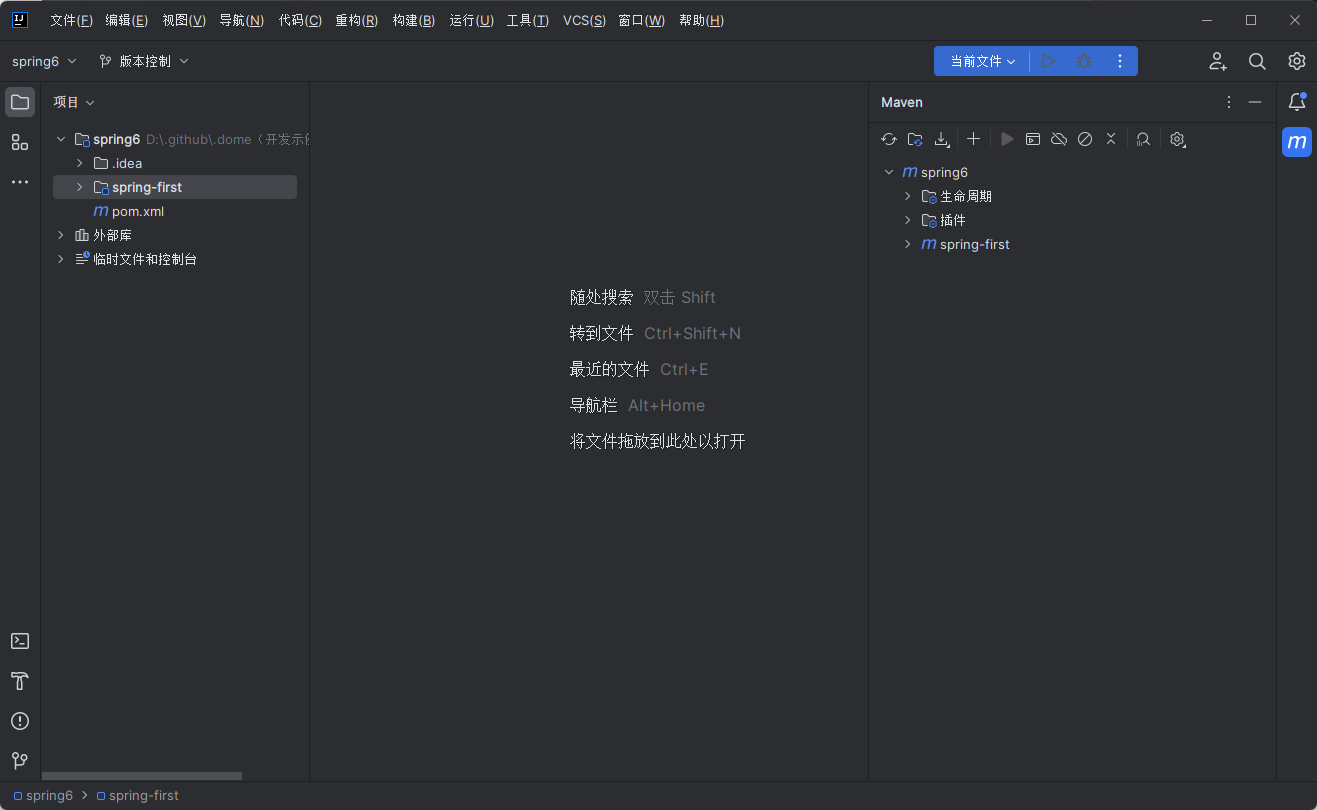 文件(F) 编辑(E) 视图(V) 导航(N) 代码(C) 重构(R) 构建(B) 运行(U) 工具(T) VCS(S) 窗口(W) 帮助(H)
spring6 版本控制 当前文件
项目
spring6 D:\.github\.dome（开发示
.idea
spring-first
pom.xml
外部库
临时文件和控制台
随处搜索 双击 Shift
转到文件 Ctrl+Shift+N
最近的文件 Ctrl+E
导航栏 Alt+Home
将文件拖放到此处以打开
Maven
m
spring6
生命周期
插件
spring-first
spring6 > spring-first